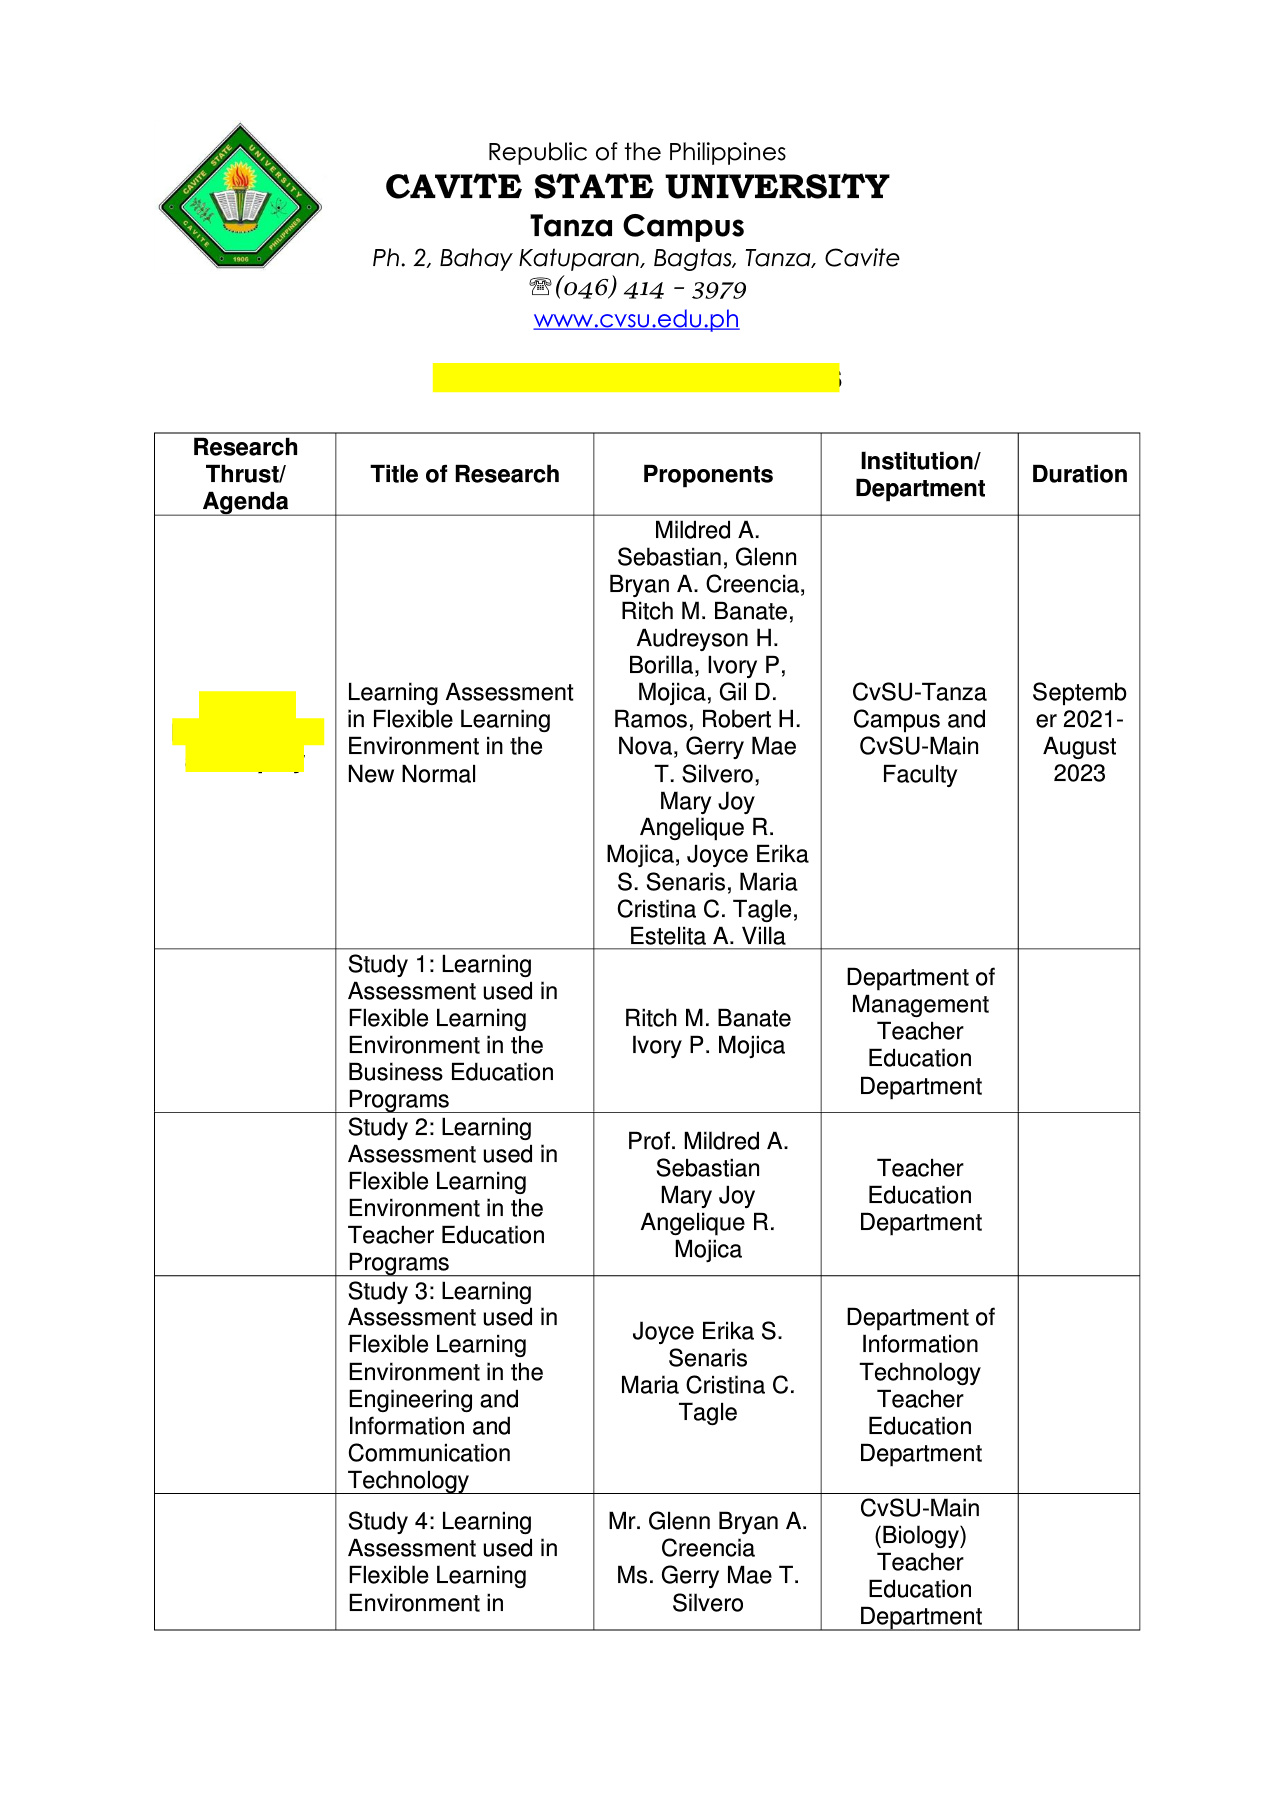 CAVITE STATE UNIVERSITY
CAVITE
PHILIPPINES
1906
Republic of the Philippines
CAVITE STATE UNIVERSITY
Tanza Campus
Ph. 2, Bahay Katuparan, Bagtas, Tanza, Cavite
☏(046) 414 – 3979
www.cvsu.edu.ph
Research
Thrust/
Agenda
Title of Research
Proponents
Institution/
Department
Duration
Learning Assessment
in Flexible Learning
Environment in the
New Normal
Mildred A.
Sebastian, Glenn
Bryan A. Creencia,
Ritch M. Banate,
Audreyson H.
Borilla, Ivory P,
Mojica, Gil D.
Ramos, Robert H.
Nova, Gerry Mae
T. Silvero,
Mary Joy
Angelique R.
Mojica, Joyce Erika
S. Senaris, Maria
Cristina C. Tagle,
Estelita A. Villa
CvSU-Tanza
Campus and
CvSU-Main
Faculty
Septemb
er 2021-
August
2023
Study 1: Learning
Assessment used in
Flexible Learning
Environment in the
Business Education
Programs
Ritch M. Banate
Ivory P. Mojica
Department of
Management
Teacher
Education
Department
Study 2: Learning
Assessment used in
Flexible Learning
Environment in the
Teacher Education
Programs
Prof. Mildred A.
Sebastian
Mary Joy
Angelique R.
Mojica
Teacher
Education
Department
Study 3: Learning
Assessment used in
Flexible Learning
Environment in the
Engineering and
Information and
Communication
Technology
Joyce Erika S.
Senaris
Maria Cristina C.
Tagle
Department of
Information
Technology
Teacher
Education
Department
Study 4: Learning
Assessment used in
Flexible Learning
Environment in
Mr. Glenn Bryan A.
Creencia
Ms. Gerry Mae T.
Silvero
CvSU-Main
(Biology)
Teacher
Education
Department